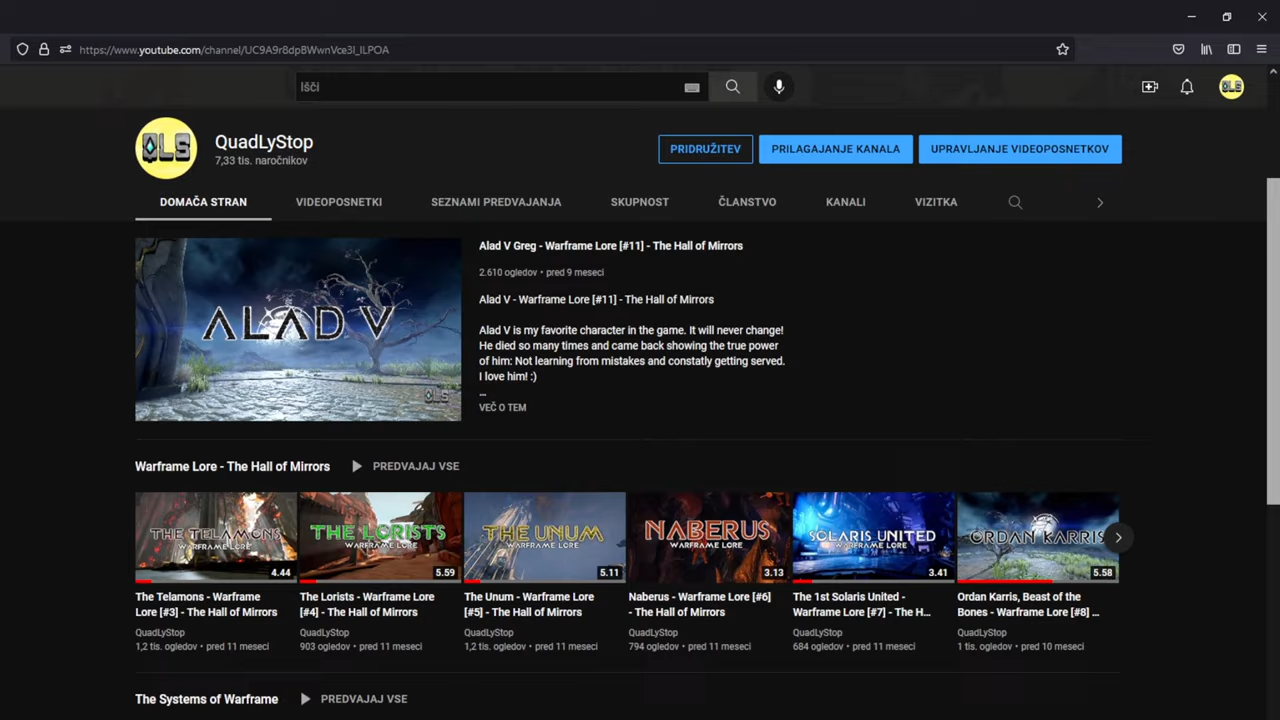 https://www.youtube.com/channel/UC9A9r8dpBWwnVce3I_ILPOA
Išči
QLS
QLS
QuadLyStop
7,33 tis. naročnikov
PRIDRUŽITEV
PRILAGAJANJE KANALA
UPRAVLJANJE VIDEOPOSNETKOV
DOMAČA STRAN
VIDEOPOSNETKI
SEZNAMI PREDVAJANJA
SKUPNOST
ČLANSTVO
KANALI
VIZITKA
ALAD V
QLS
Alad V Greg - Warframe Lore [#11] - The Hall of Mirrors
2.610 ogledov • pred 9 meseci
Alad V - Warframe Lore [#11] - The Hall of Mirrors
Alad V is my favorite character in the game. It will never change!
He died so many times and came back showing the true power
of him: Not learning from mistakes and constatly getting served.
I love him! :)
...
VEČ O TEM
Warframe Lore - The Hall of Mirrors
PREDVAJAJ VSE
THE TELAMONS
WARFRAME LORE
4.44
The Telamons - Warframe
Lore [#3] - The Hall of Mirrors
QuadLyStop
1,2 tis. ogledov • pred 11 meseci
THE LORISTS
WARFRAME LORE
5.59
The Lorists - Warframe Lore
[#4] - The Hall of Mirrors
QuadLyStop
903 ogledov • pred 11 meseci
THE UNUM
WARFRAME LORE
5.11
The Unum - Warframe Lore
[#5] - The Hall of Mirrors
QuadLyStop
1,2 tis. ogledov • pred 11 meseci
NABERUS
WARFRAME LORE
3.13
Naberus - Warframe Lore [#6]
- The Hall of Mirrors
QuadLyStop
794 ogledov • pred 11 meseci
SOLARIS UNITED
WARFRAME LORE
3.41
The 1st Solaris United -
Warframe Lore [#7] - The H...
QuadLyStop
684 ogledov • pred 11 meseci
ORDAN KARRIS
5.58
Ordan Karris, Beast of the
Bones - Warframe Lore [#8] ...
QuadLyStop
1 tis. ogledov • pred 10 meseci
The Systems of Warframe
PREDVAJAJ VSE